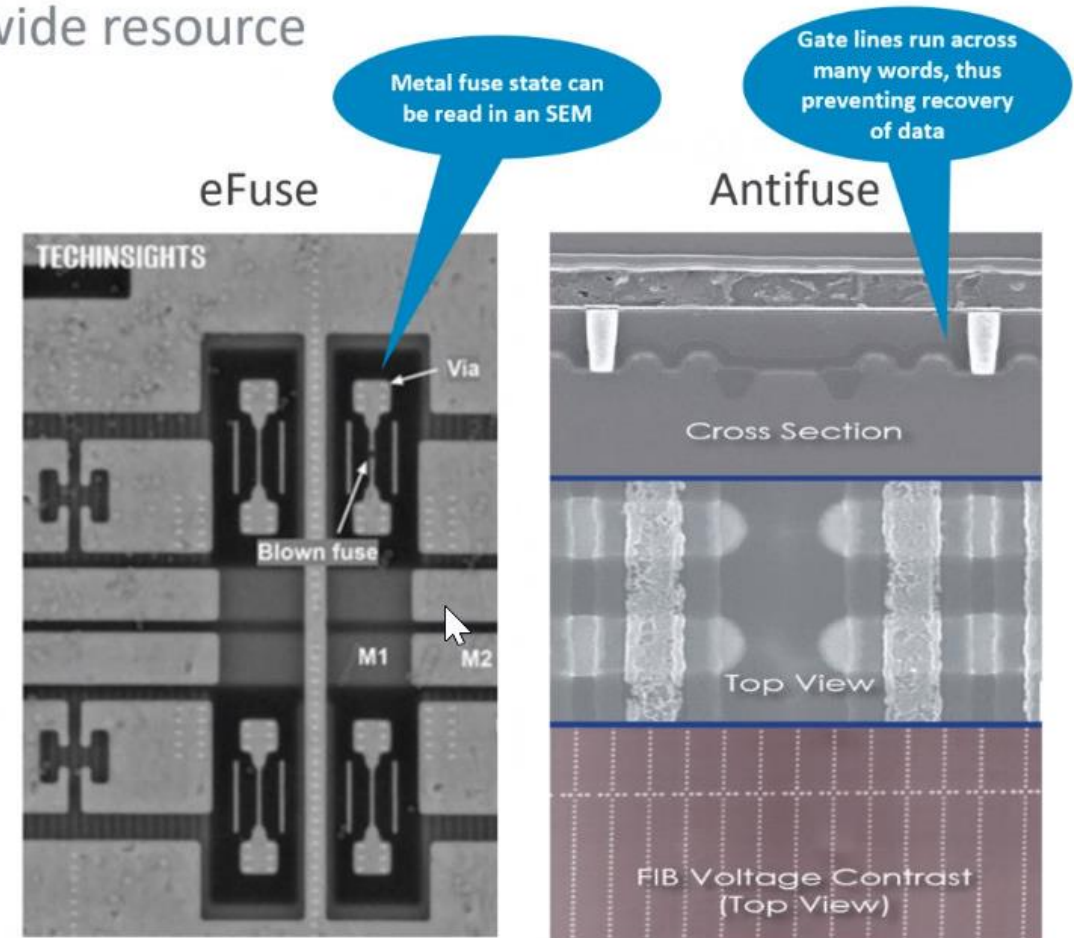 wide resource
Metal fuse state can
be read in an SEM
Gate lines run across
many words, thus
preventing recovery
of data
eFuse
Antifuse
TECHINSIGHTS
Via
Blown fuse
M1
M2
Cross Section
Top View
FIB Voltage Contrast
(Top View)